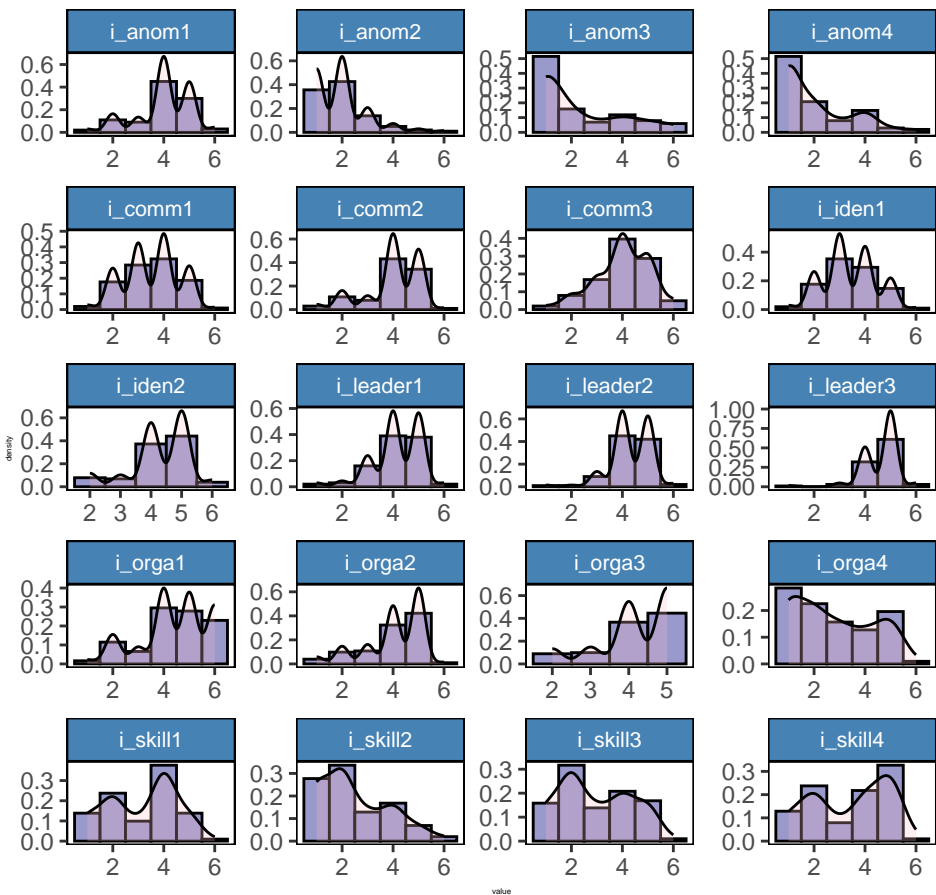 i_anom1 i_anom2 i_anom3 i_anom4
0.6 0.4 0.2 0.0 0.6 0.4 0.2 0.0 0.5 0.4 0.3 0.2 0.1 0.0 0.5 0.4 0.3 0.2 0.1 0.0
2 4 6 2 4 6 2 4 6 2 4 6
i_comm1 i_comm2 i_comm3 i_iden1
0.5 0.4 0.3 0.2 0.1 0.0 0.6 0.4 0.2 0.0 0.4 0.3 0.2 0.1 0.0 0.4 0.2 0.0
2 4 6 2 4 6 2 4 6 2 4 6
i_iden2 i_leader1 i_leader2 i_leader3
0.6 0.4 0.2 0.0 0.6 0.4 0.2 0.0 0.6 0.4 0.2 0.0 1.00 0.75 0.50 0.25 0.00
2 3 4 5 6 2 4 6 2 4 6 2 4 6
density
i_orga1 i_orga2 i_orga3 i_orga4
0.4 0.3 0.2 0.1 0.0 0.6 0.4 0.2 0.0 0.6 0.4 0.2 0.0 0.2 0.1 0.0
2 4 6 2 4 6 2 3 4 5 2 4 6
i_skill1 i_skill2 i_skill3 i_skill4
0.3 0.2 0.1 0.0 0.3 0.2 0.1 0.0 0.3 0.2 0.1 0.0 0.3 0.2 0.1 0.0
2 4 6 2 4 6 2 4 6 2 4 6
value